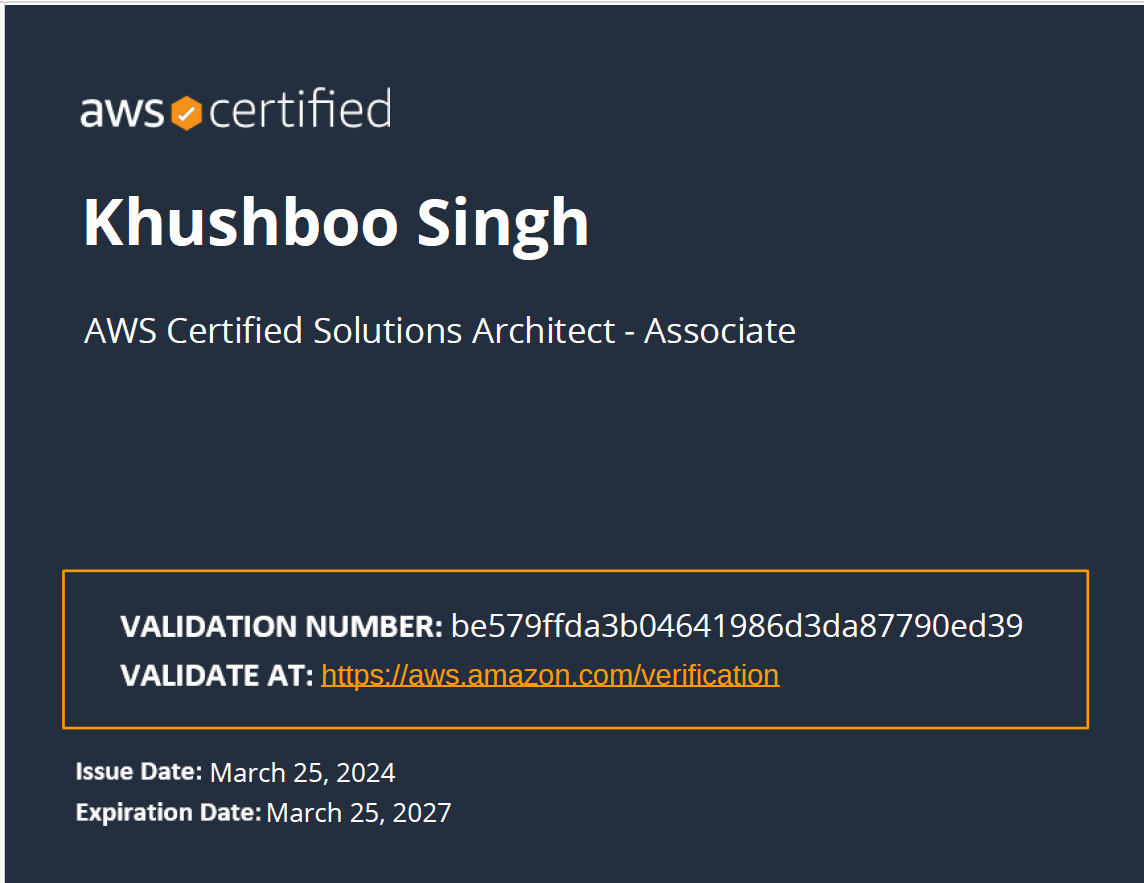 aws certified
Khushboo Singh
AWS Certified Solutions Architect - Associate
VALIDATION NUMBER: be579ffda3b04641986d3da87790ed39
VALIDATE AT: https://aws.amazon.com/verification
Issue Date: March 25, 2024
Expiration Date: March 25, 2027